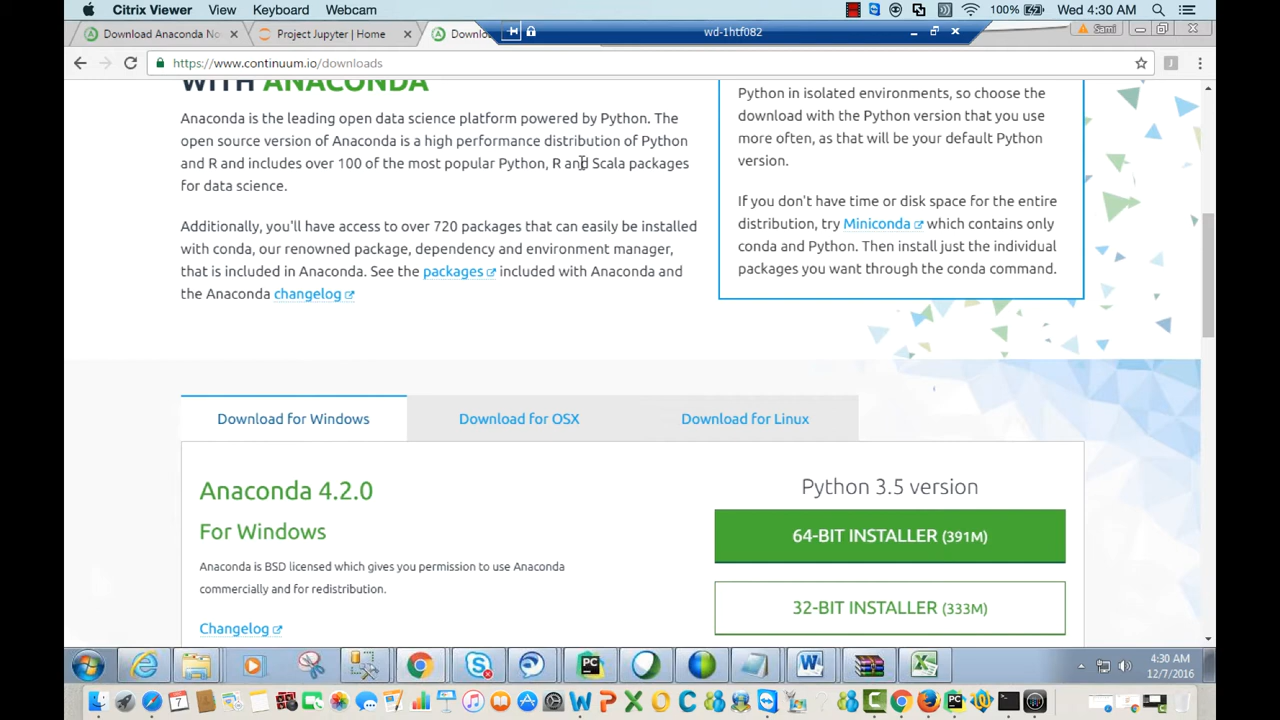 Citrix Viewer View Keyboard Webcam 100% Wed 4:30 AM
Download Anaconda No
Project Jupyter | Home
Downlo
wd-1htf082
Sami
https://www.continuum.io/downloads
WITH ANACONDA
Anaconda is the leading open data science platform powered by Python. The
open source version of Anaconda is a high performance distribution of Python
and R and includes over 100 of the most popular Python, R and Scala packages
for data science.
Additionally, you'll have access to over 720 packages that can easily be installed
with conda, our renowned package, dependency and environment manager,
that is included in Anaconda. See the packages included with Anaconda and
the Anaconda changelog
Python in isolated environments, so choose the
download with the Python version that you use
more often, as that will be your default Python
version.
If you don't have time or disk space for the entire
distribution, try Miniconda which contains only
conda and Python. Then install just the individual
packages you want through the conda command.
Download for Windows
Download for OSX
Download for Linux
Anaconda 4.2.0
For Windows
Anaconda is BSD licensed which gives you permission to use Anaconda
commercially and for redistribution.
Changelog
Python 3.5 version
64-BIT INSTALLER (391M)
32-BIT INSTALLER (333M)
4:30 AM
12/7/2016